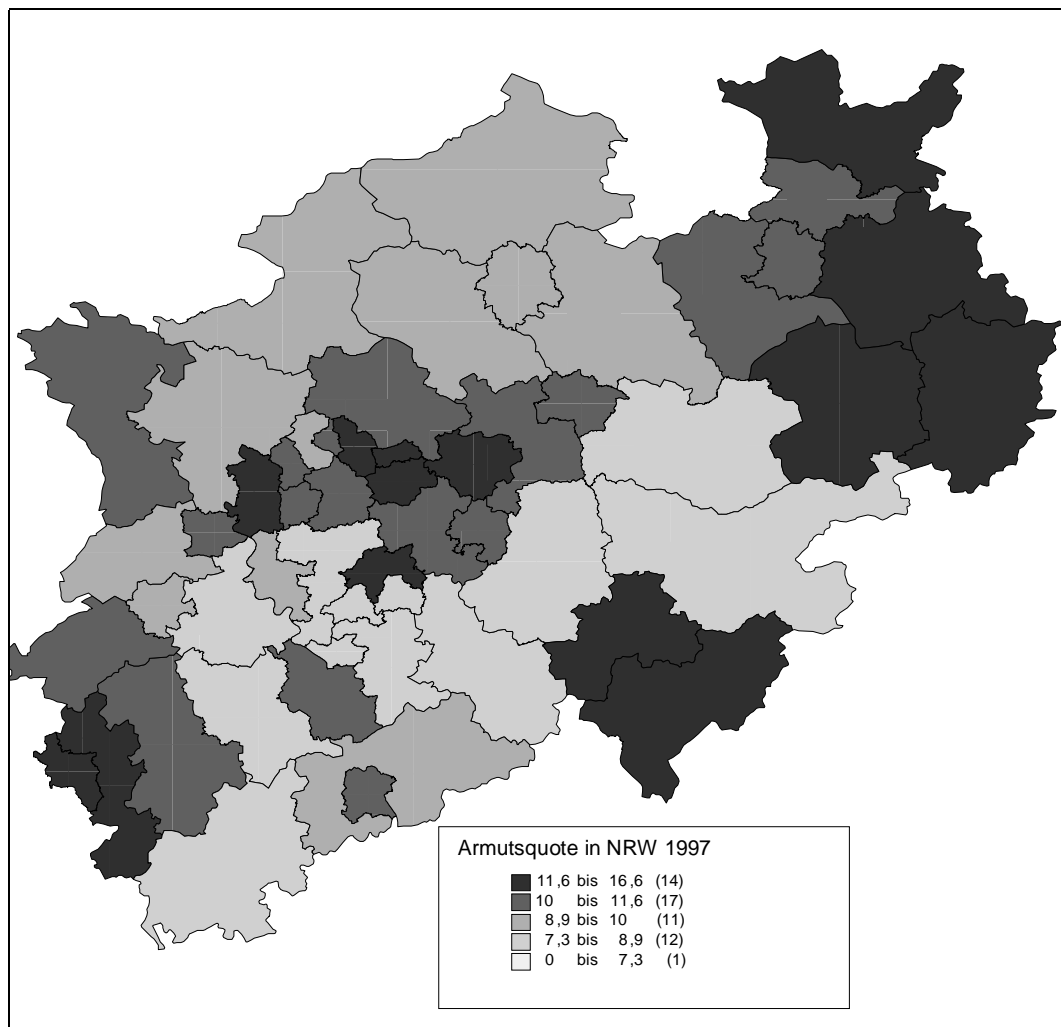 Armutsquote in NRW 1997
11,6 bis 16,6 (14)
10 bis 11,6 (17)
8,9 bis 10 (11)
7,3 bis 8,9 (12)
0 bis 7,3 (1)